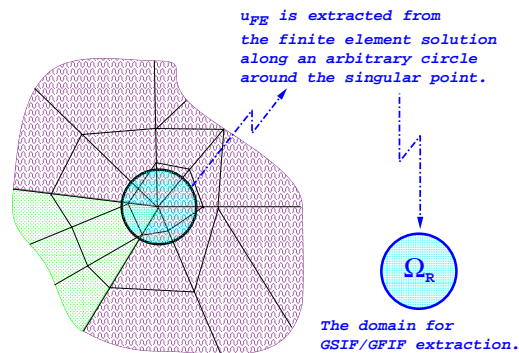 u_FE is extracted from
the finite element solution
along an arbitrary circle
around the singular point.
Ω_R
The domain for
GSIF/GFIF extraction.